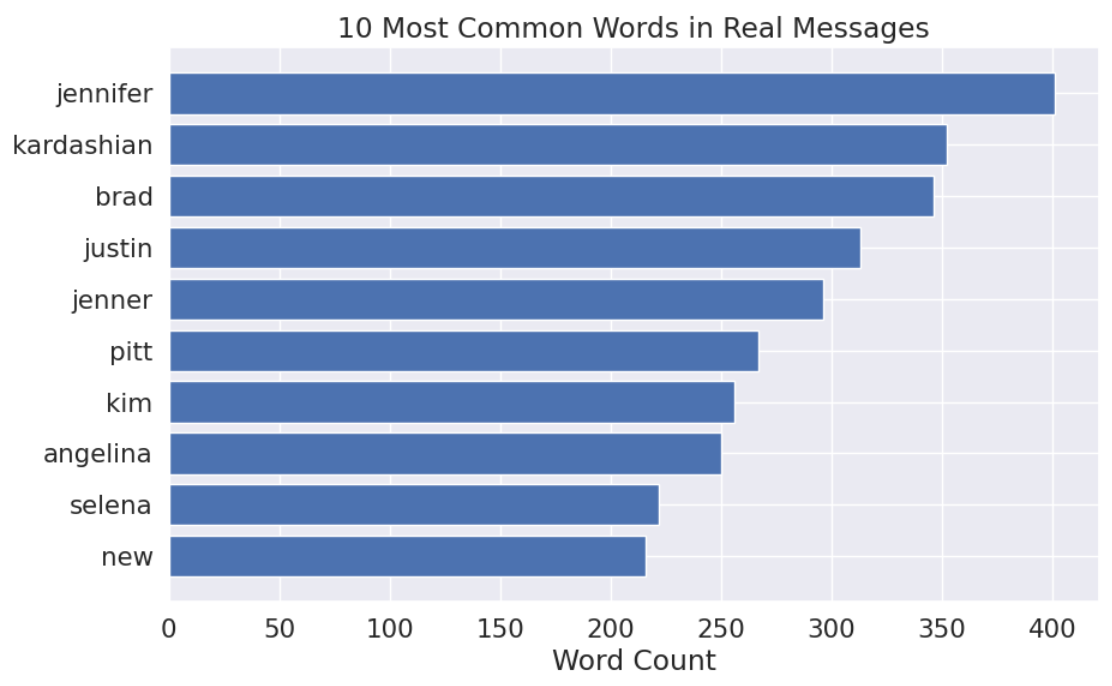 10 Most Common Words in Real Messages
jennifer
kardashian
brad
justin
jenner
pitt
kim
angelina
selena
new
0 50 100 150 200 250 300 350 400
Word Count